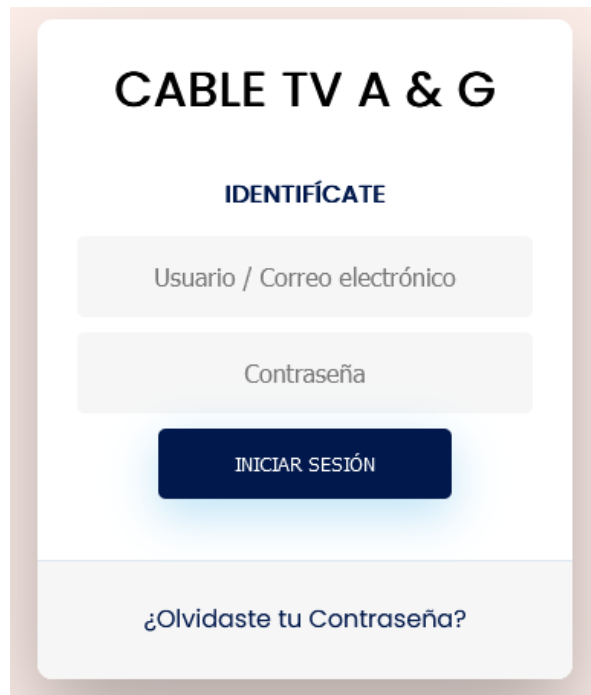 CABLE TV A & G
IDENTIFÍCATE
Usuario / Correo electrónico
Contraseña
INICIAR SESIÓN
¿Olvidaste tu Contraseña?